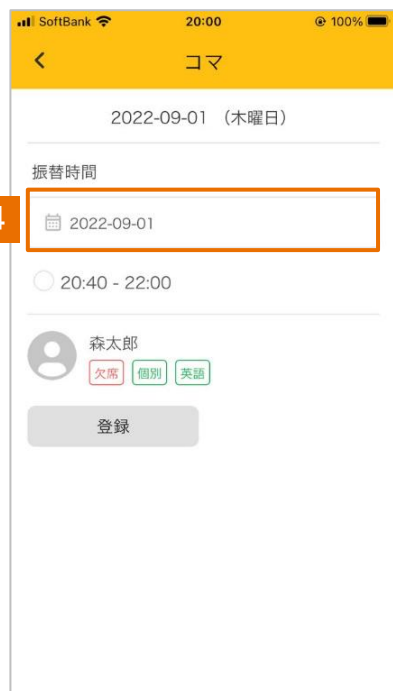 SoftBank 20:00 100%
コマ
2022-09-01 (木曜日)
振替時間
4
2022-09-01
20:40 - 22:00
森太郎
欠席 個別 英語
登録